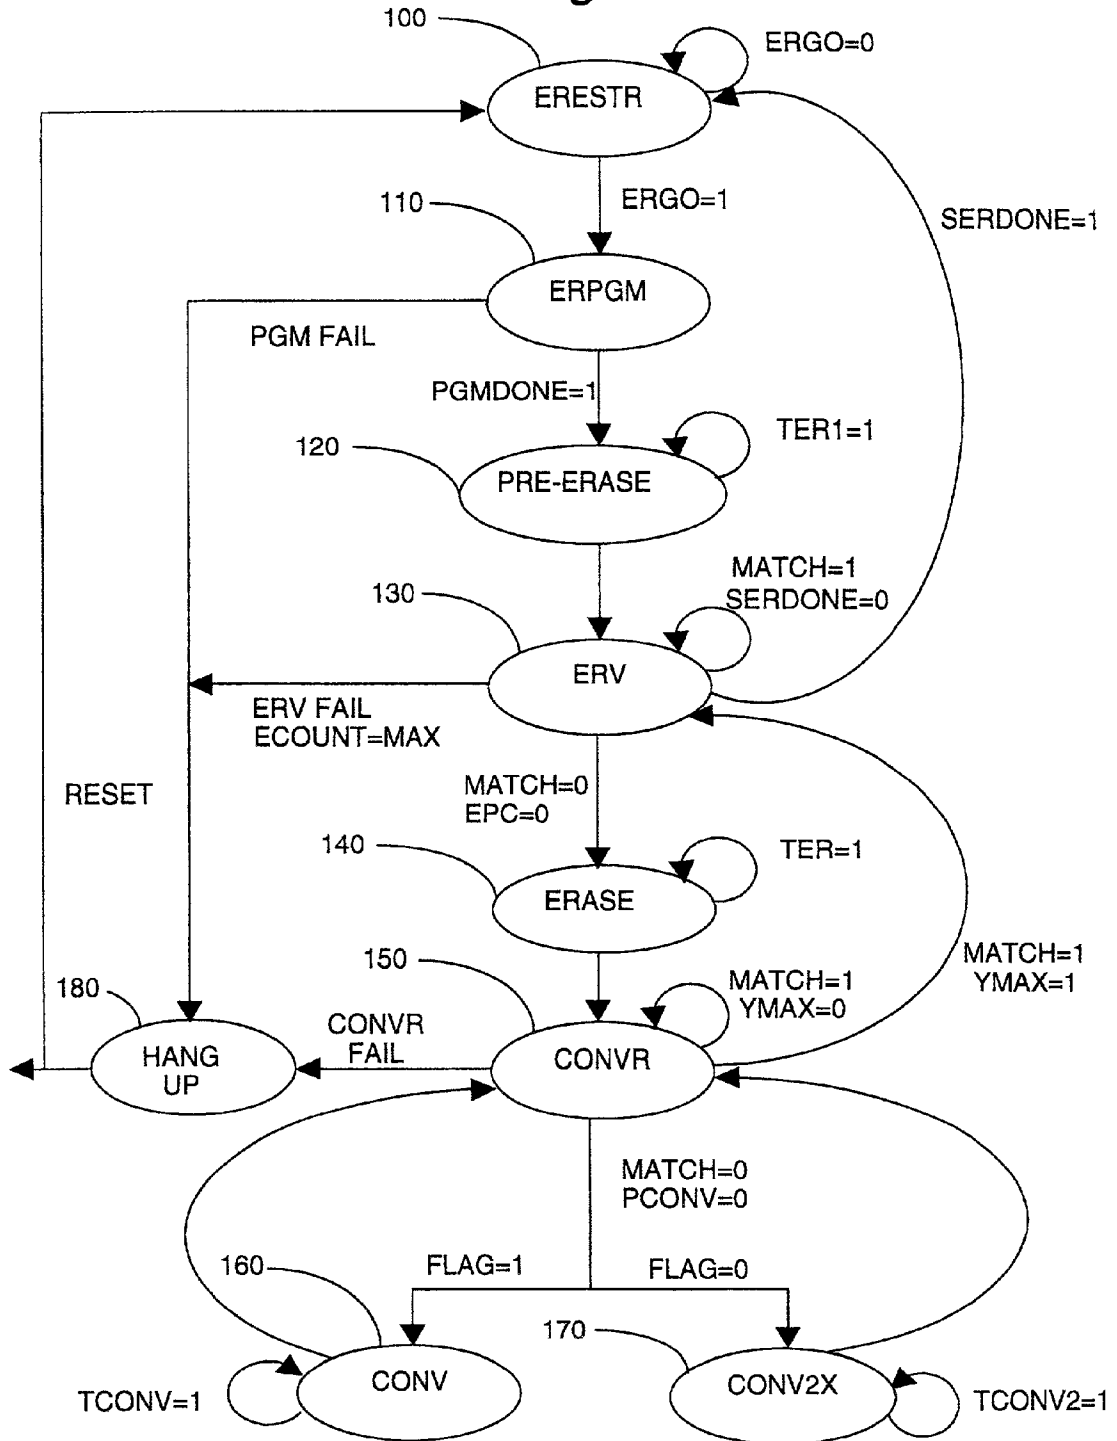 100
ERGO=0
ERESTR
110
ERGO=1
SERDONE=1
ERPGM
PGM FAIL
PGMDONE=1
120
TER1=1
PRE-ERASE
130
MATCH=1
SERDONE=0
ERV
ERV FAIL
ECOUNT=MAX
RESET
MATCH=0
EPC=0
140
TER=1
ERASE
150
MATCH=1
YMAX=0
MATCH=1
YMAX=1
180
CONVR
FAIL
HANG
UP
CONVR
MATCH=0
PCONV=0
160
FLAG=1
FLAG=0
170
CONV
CONV2X
TCONV=1
TCONV2=1